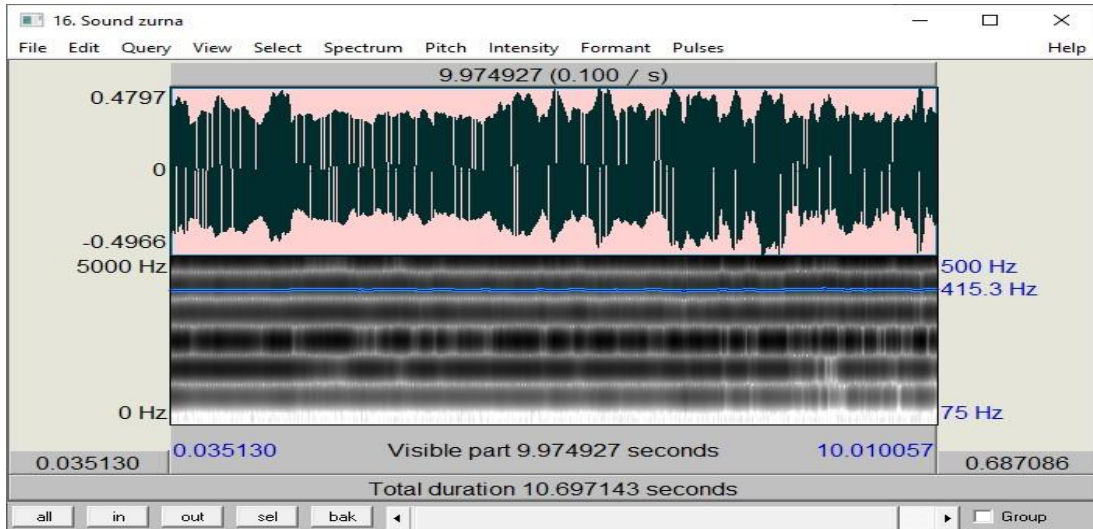 16. Sound zurna
File Edit Query View Select Spectrum Pitch Intensity Formant Pulses Help
9.974927 (0.100 / s)
0.4797
0
-0.4966
5000 Hz 500 Hz
415.3 Hz
0 Hz 75 Hz
0.035130 Visible part 9.974927 seconds 10.010057
0.035130 0.687086
Total duration 10.697143 seconds
all in out sel bak Group